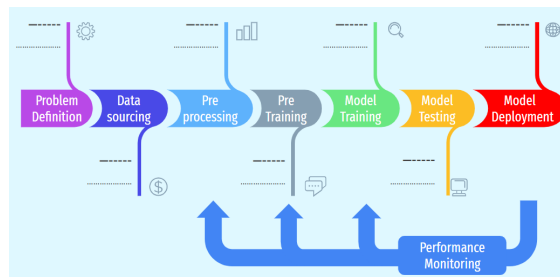 Problem
Definition
Data
sourcing
Pre
processing
Pre
Training
Model
Training
Model
Testing
Model
Deployment
Performance
Monitoring